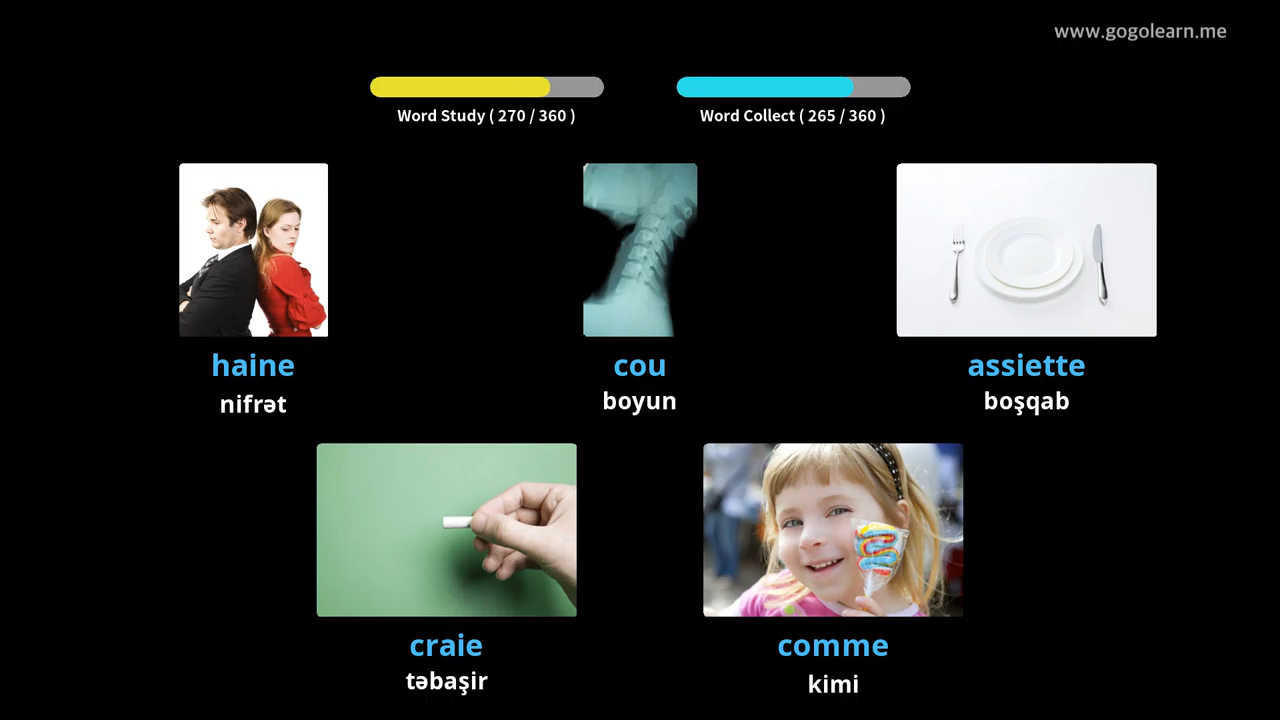 www.gogolearn.me
Word Study ( 270 / 360 )
Word Collect ( 265 / 360 )
haine
nifrət
cou
boyun
assiette
boşqab
craie
təbaşir
comme
kimi